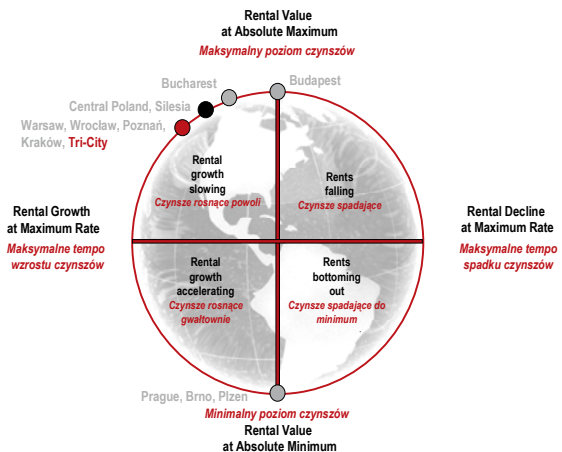 Rental Value
at Absolute Maximum
Maksymalny poziom czynszów
Bucharest
Budapest
Central Poland, Silesia
Warsaw, Wrocław, Poznań,
Kraków, Tri-City
Rental
growth
slowing
Czynsze rosnące powoli
Rents
falling
Czynsze spadające
Rental Growth
at Maximum Rate
Maksymalne tempo
wzrostu czynszów
Rental Decline
at Maximum Rate
Maksymalne tempo
spadku czynszów
Rental
growth
accelerating
Czynsze rosnące
gwałtownie
Rents
bottoming
out
Czynsze spadające do
minimum
Prague, Brno, Plzen
Minimalny poziom czynszów
Rental Value
at Absolute Minimum